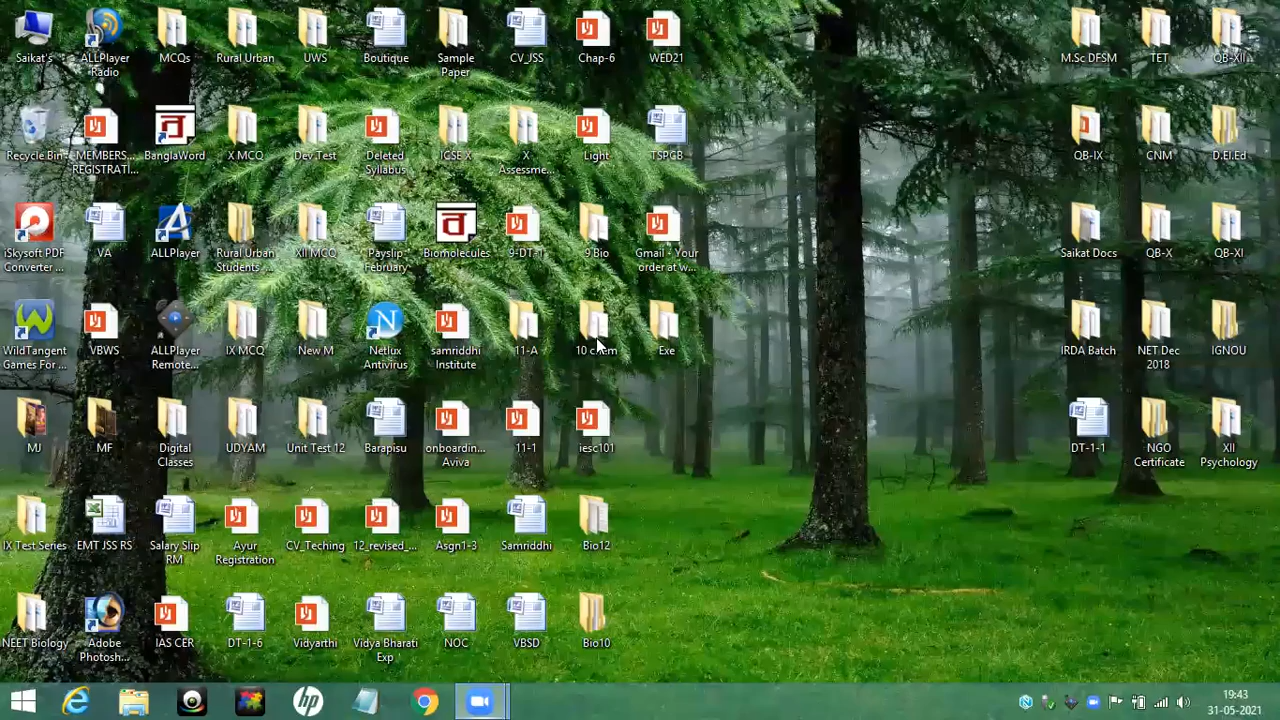 Saikat's
ALLPlayer
Radio
MCQs
Rural Urban
UWS
Boutique
Sample
Paper
CV_JSS
Chap-6
WED21
M.Sc DFSM
TET
QB-XII...
Recycle Bin
MEMBERS...
REGISTRATI...
BanglaWord
X MCQ
Dev Test
Deleted
Syllabus
ICSE X
X
Assessme...
Light
TSPGB
QB-IX
CNM
D.El.Ed
iSkysoft PDF
Converter ...
VA
ALLPlayer
Rural Urban
Students ...
XII MCQ
Payslip
February
Biomolecules
9-DT-1
9 Bio
Gmail - Your
order at w...
Saikat Docs
QB-X
QB-XI
WildTangent
Games For ...
VBWS
ALLPlayer
Remote...
IX MCQ
New M
Netlux
Antivirus
samriddhi
Institute
11-A
10 chem
Exe
IRDA Batch
NET Dec
2018
IGNOU
MJ
MF
Digital
Classes
UDYAM
Unit Test 12
Barapisu
onboardin...
Aviva
11-1
iesc101
DT-1-1
NGO
Certificate
XII
Psychology
IX Test Series
EMT JSS RS
Salary Slip
RM
Ayur
Registration
CV_Teching
12_revised_...
Asgn1-3
Samriddhi
Bio12
NEET Biology
Adobe
Photosh...
IAS CER
DT-1-6
Vidyarthi
Vidya Bharati
Exp
NOC
VBSD
Bio10
19:43
31-05-2021